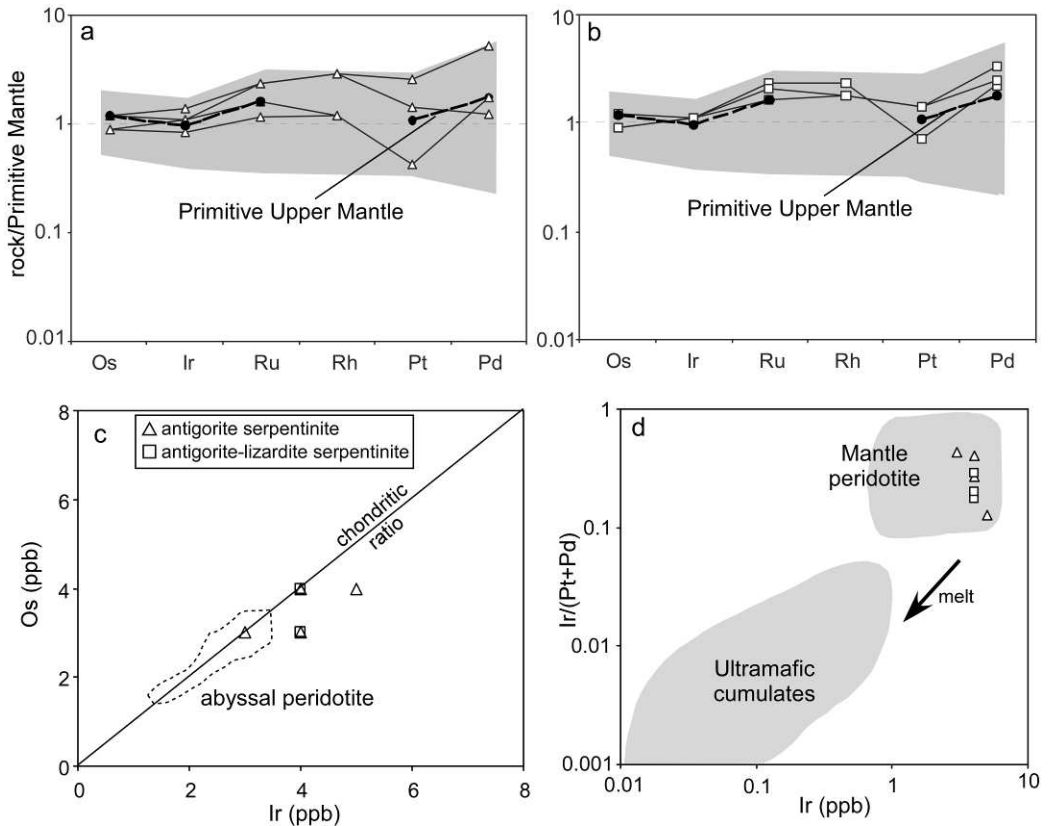 a
10
1
0.1
0.01
rock/Primitive Mantle
Primitive Upper Mantle
Os Ir Ru Rh Pt Pd
b
10
1
0.1
0.01
Primitive Upper Mantle
Os Ir Ru Rh Pt Pd
c
8
6
4
2
0
Os (ppb)
antigorite serpentinite
antigorite-lizardite serpentinite
chondritic
ratio
abyssal peridotite
0 2 4 6 8
Ir (ppb)
d
1
0.1
0.01
0.001
Ir/(Pt+Pd)
Mantle
peridotite
melt
Ultramafic
cumulates
0.01 0.1 1 10
Ir (ppb)